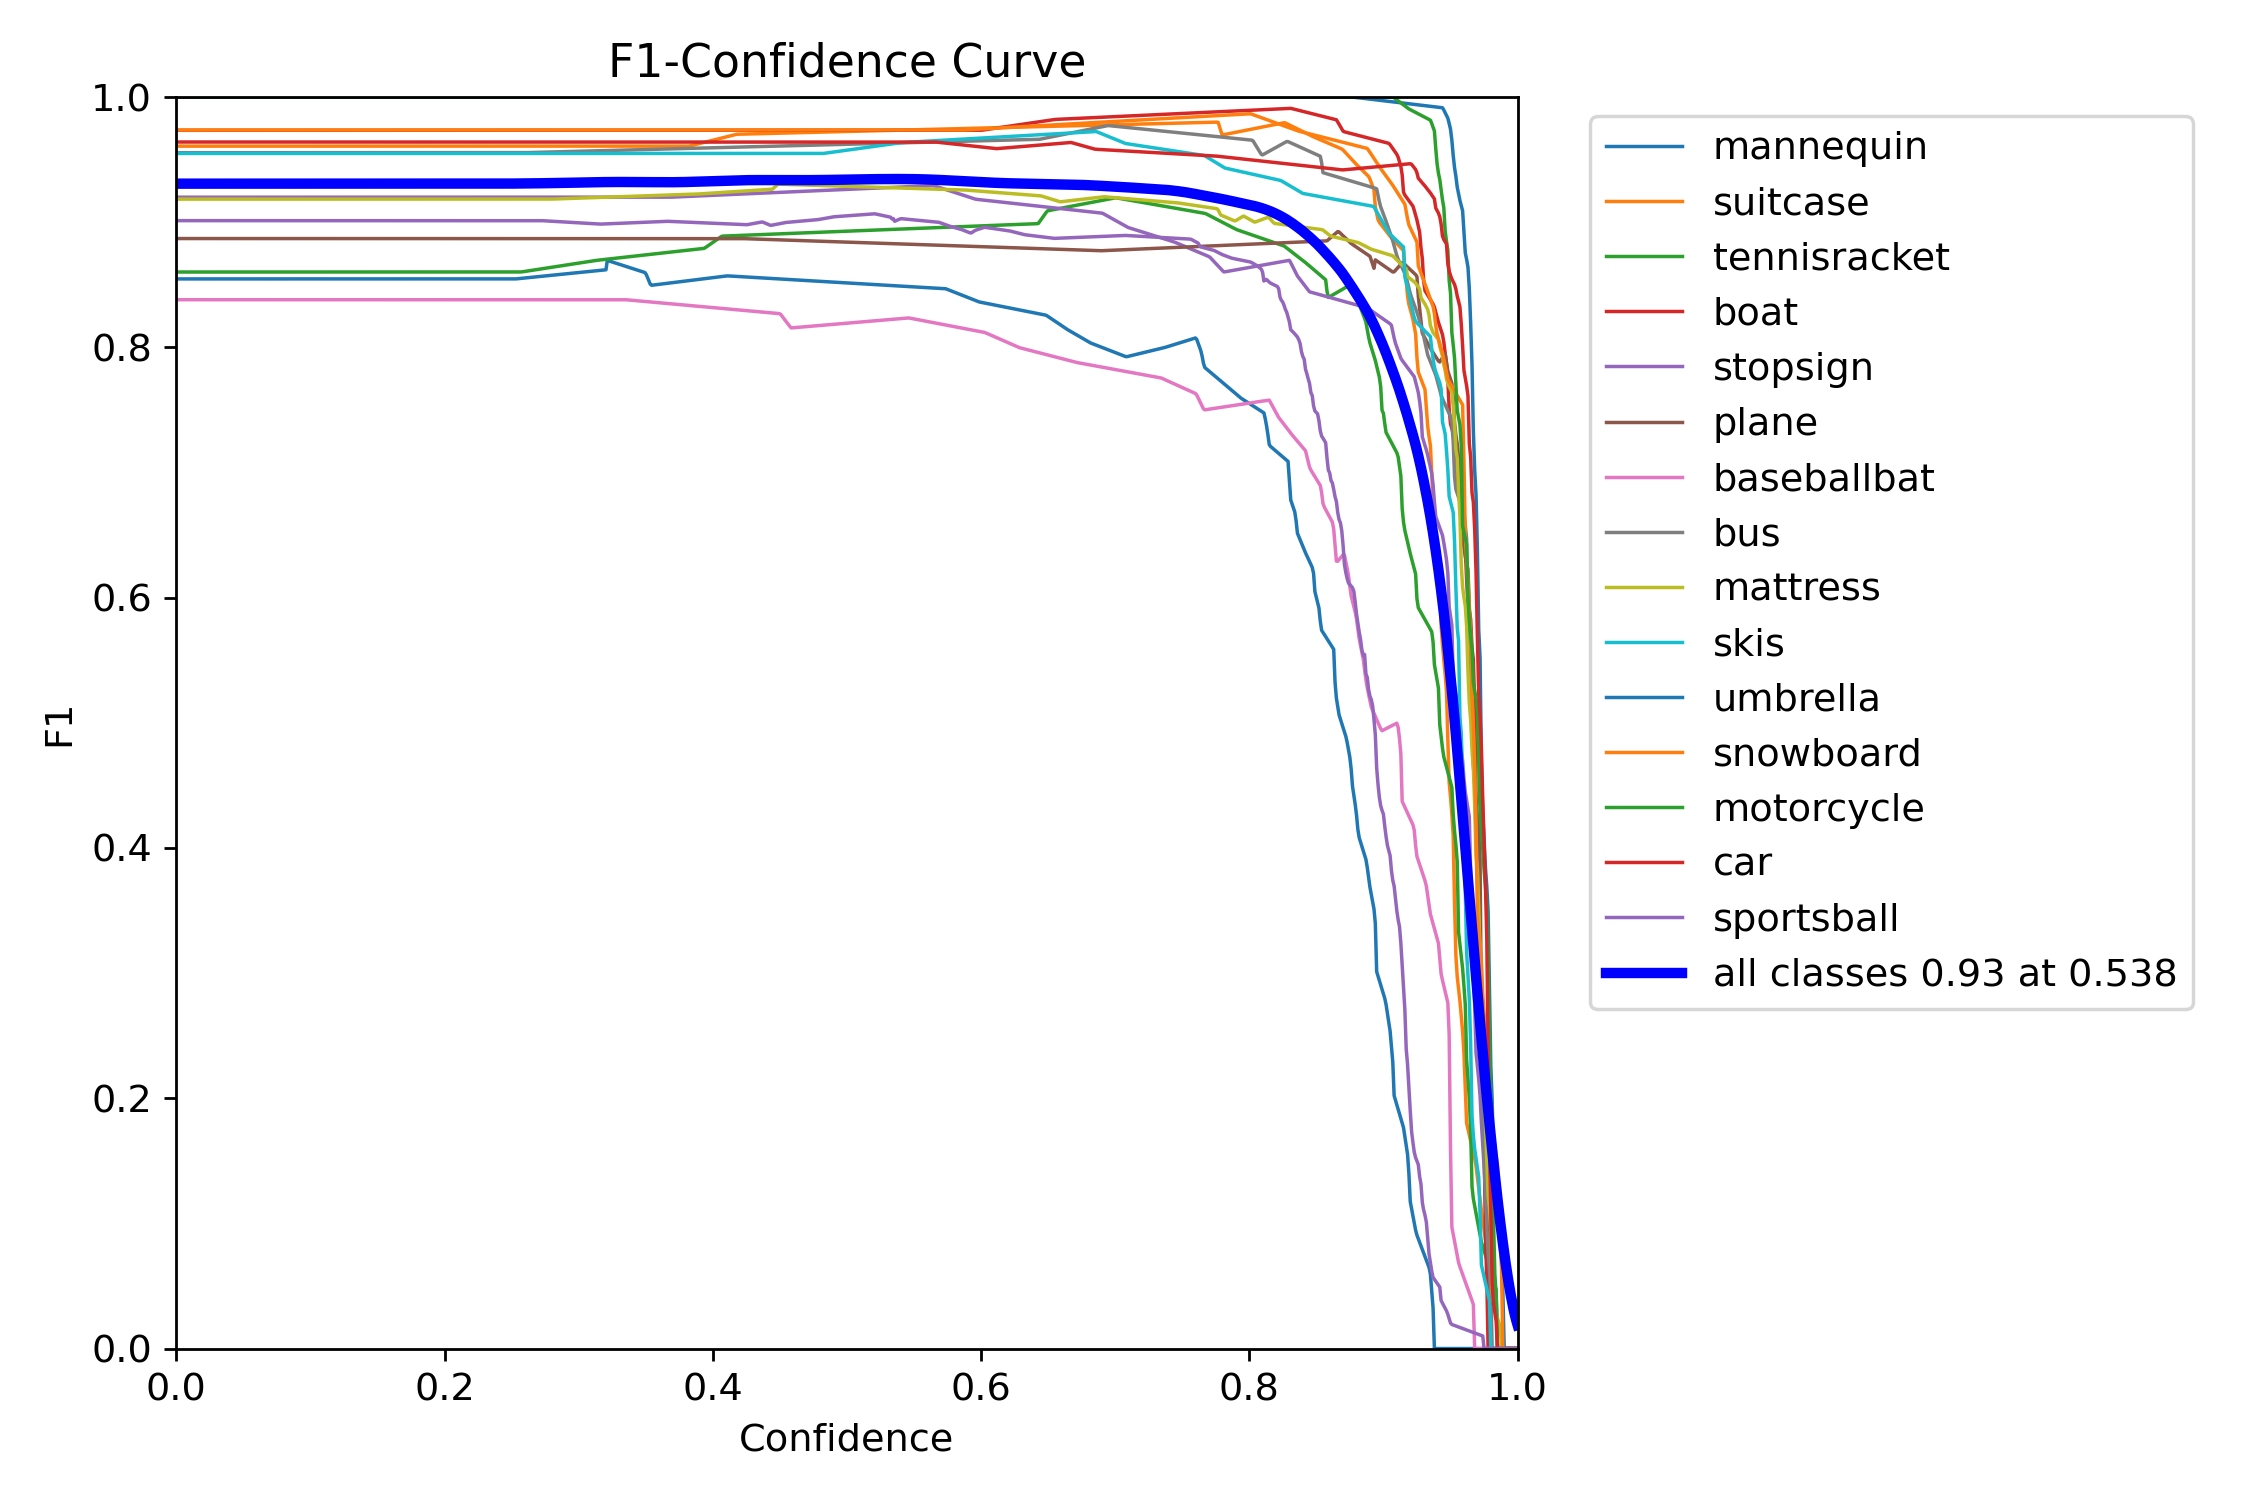 F1-Confidence Curve
1.0
0.8
0.6
0.4
0.2
0.0
F1
0.0 0.2 0.4 0.6 0.8 1.0
Confidence
mannequin
suitcase
tennisracket
boat
stopsign
plane
baseballbat
bus
mattress
skis
umbrella
snowboard
motorcycle
car
sportsball
all classes 0.93 at 0.538